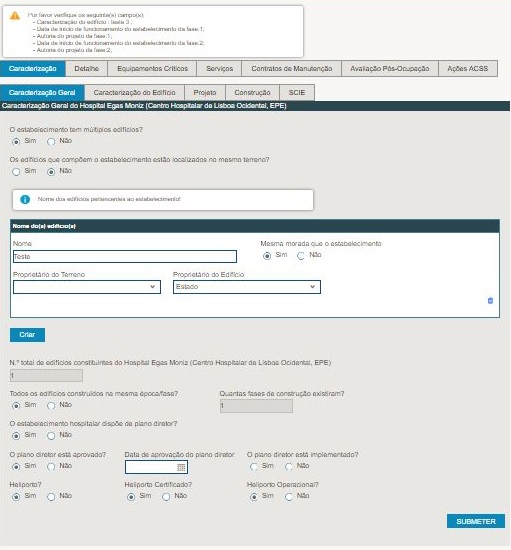 Por favor verifique os seguinte(s) campo(s):
- Caracterização do edifício : teste 3 ,
- Data de início de funcionamento do estabelecimento da fase.1,
- Autoria do projeto da fase.1,
- Data de início de funcionamento do estabelecimento da fase.2,
- Autoria do projeto da fase.2,
Caracterização Detalhe Equipamentos Críticos Serviços Contratos de Manutenção Avaliação Pós-Ocupação Ações ACSS
Caracterização Geral Caracterização do Edifício Projeto Construção SCIE
Caracterização Geral do Hospital Egas Moniz (Centro Hospitalar de Lisboa Ocidental, EPE)
O estabelecimento tem múltiplos edifícios?
Sim Não
Os edifícios que compõem o estabelecimento estão localizados no mesmo terreno?
Sim Não
Nome dos edifícios pertencentes ao estabelecimento!
Nome do(s) edifício(s)
Nome Mesma morada que o estabelecimento
Teste Sim Não
Proprietário do Terreno Proprietário do Edifício
Estado
Criar
N.º total de edifícios constituintes do Hospital Egas Moniz (Centro Hospitalar de Lisboa Ocidental, EPE)
1
Todos os edifícios construídos na mesma época/fase? Quantas fases de construção existiram?
Sim Não 1
O estabelecimento hospitalar dispõe de plano diretor?
Sim Não
O plano diretor está aprovado? Data de aprovação do plano diretor O plano diretor está implementado?
Sim Não Sim Não
Heliporto? Heliporto Certificado? Heliporto Operacional?
Sim Não Sim Não Sim Não
SUBMETER